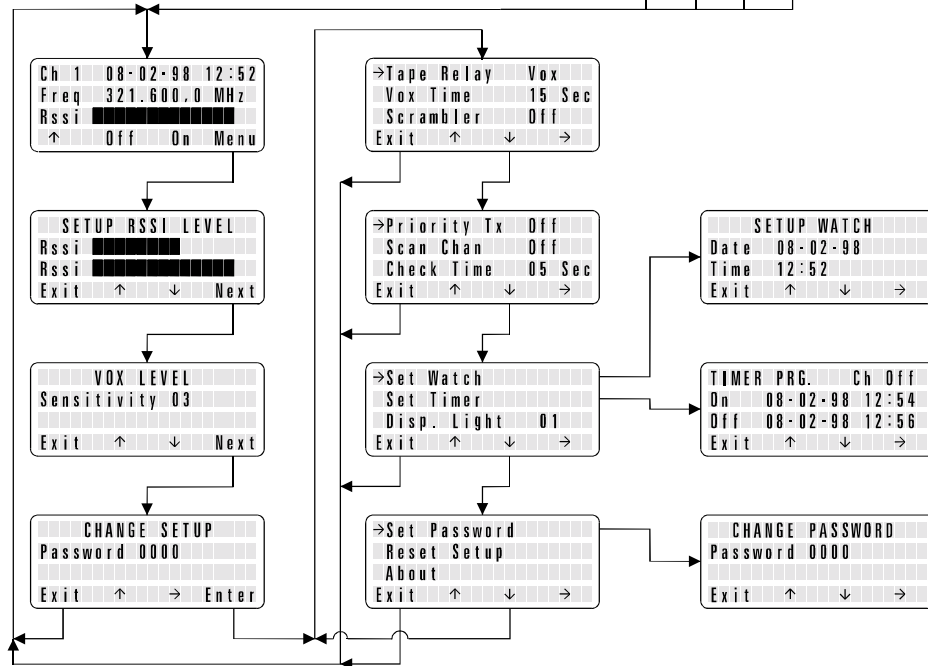 Ch 1 08-02-98 12:52
Freq 321.600,0 MHz
Rssi
↑ Off On Menu
SETUP RSSI LEVEL
Rssi
Rssi
Exit ↑ ↓ Next
VOX LEVEL
Sensitivity 03
Exit ↑ ↓ Next
CHANGE SETUP
Password 0000
Exit ↑ → Enter
→Tape Relay Vox
Vox Time 15 Sec
Scrambler Off
Exit ↑ ↓ →
→Priority Tx Off
Scan Chan Off
Check Time 05 Sec
Exit ↑ ↓ →
→Set Watch
Set Timer
Disp. Light 01
Exit ↑ ↓ →
→Set Password
Reset Setup
About
Exit ↑ ↓ →
SETUP WATCH
Date 08-02-98
Time 12:52
Exit ↑ ↓ →
TIMER PRG. Ch Off
On 08-02-98 12:54
Off 08-02-98 12:56
Exit ↑ ↓ →
CHANGE PASSWORD
Password 0000
Exit ↑ ↓ →